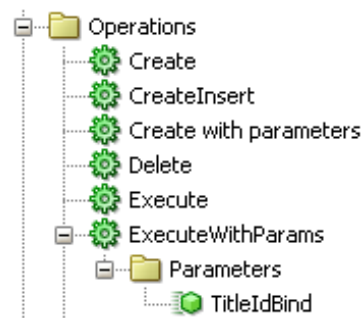 Operations
Create
CreateInsert
Create with parameters
Delete
Execute
ExecuteWithParams
Parameters
TitleIdBind